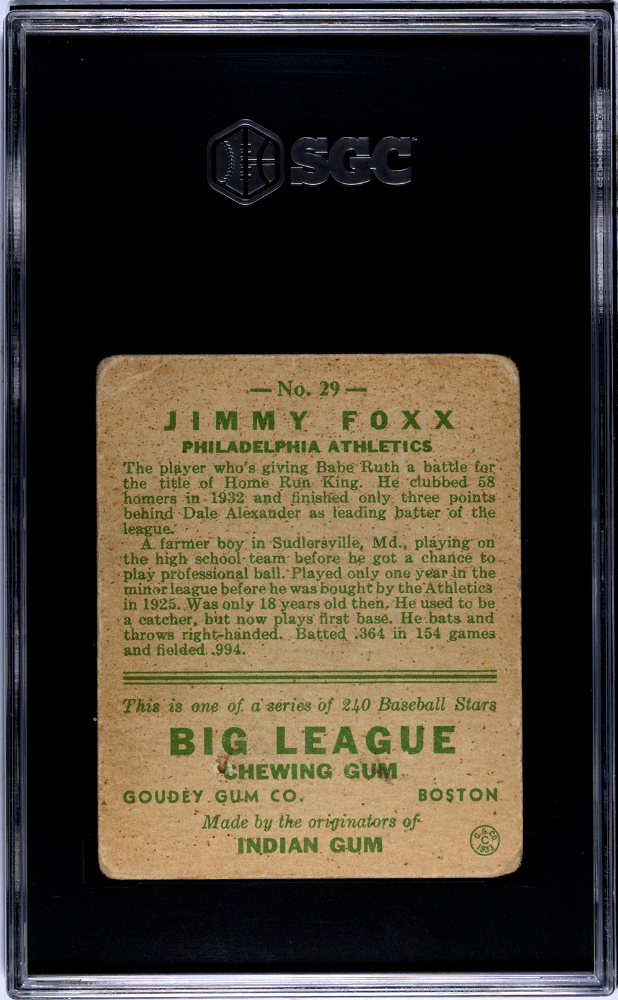 SGC
— No. 29 —
JIMMY FOXX
PHILADELPHIA ATHLETICS
The player who's giving Babe Ruth a battle for
the title of Home Run King. He clubbed 58
homers in 1932 and finished only three points
behind Dale Alexander as leading batter of the
league.
A farmer boy in Sudlersville, Md., playing on
the high school team before he got a chance to
play professional ball. Played only one year in the
minor league before he was bought by the Athletics
in 1925. Was only 18 years old then. He used to be
a catcher, but now plays first base. He bats and
throws right-handed. Batted .364 in 154 games
and fielded .994.
This is one of a series of 240 Baseball Stars
BIG LEAGUE
CHEWING GUM
GOUDEY GUM CO. BOSTON
Made by the originators of
INDIAN GUM
G. G. Co.
C
1933